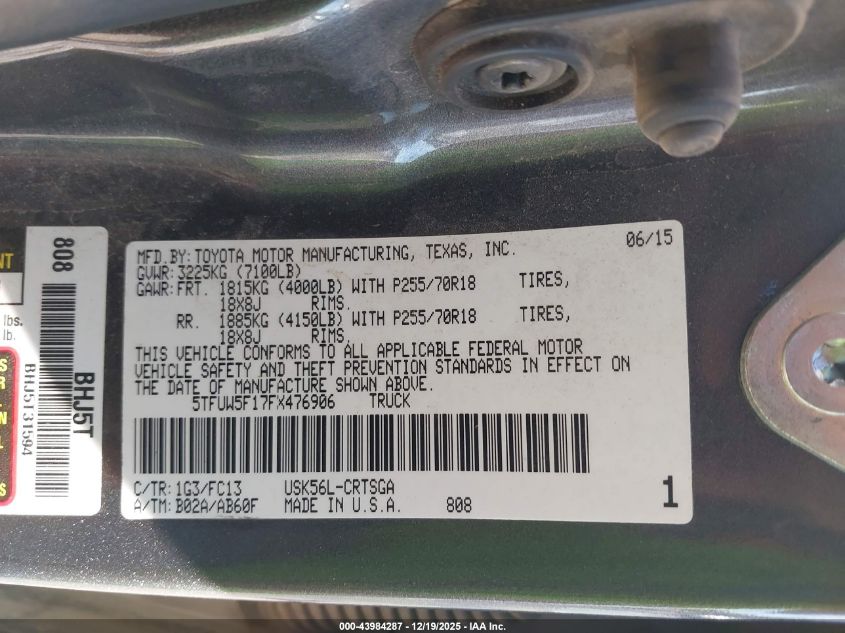 MFD.BY: TOYOTA MOTOR MANUFACTURING, TEXAS, INC. 06/15
GVWR: 3225KG (7100LB)
GAWR: FRT. 1815KG (4000LB) WITH P255/70R18 TIRES,
18X8J RIMS.
RR. 1885KG (4150LB) WITH P255/70R18 TIRES,
18X8J RIMS.
THIS VEHICLE CONFORMS TO ALL APPLICABLE FEDERAL MOTOR
VEHICLE SAFETY AND THEFT PREVENTION STANDARDS IN EFFECT ON
THE DATE OF MANUFACTURE SHOWN ABOVE.
5TFUW5F17FX476906 TRUCK
C/TR: 1G3/FC13 USK56L-CRTSGA
A/TM: B02A/AB60F MADE IN U.S.A. 808
1
808
BHJ5T
BHJ5T31594
NT
lbs.
lb.
S
R
N
L
S
000-43984287 - 12/19/2025 - IAA Inc.